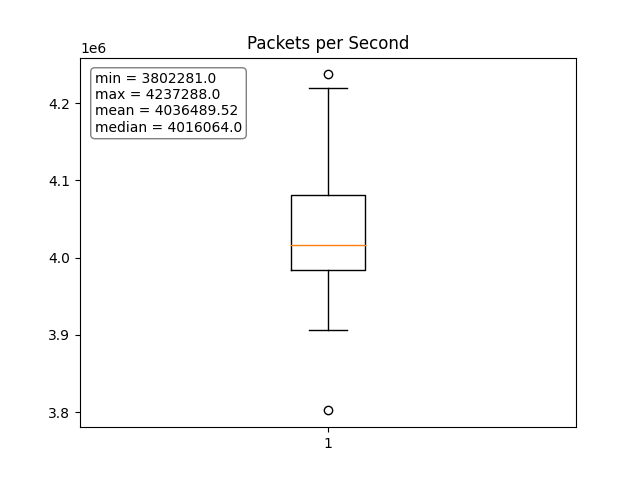 Packets per Second
1e6
min = 3802281.0
max = 4237288.0
mean = 4036489.52
median = 4016064.0
4.2
4.1
4.0
3.9
3.8
1